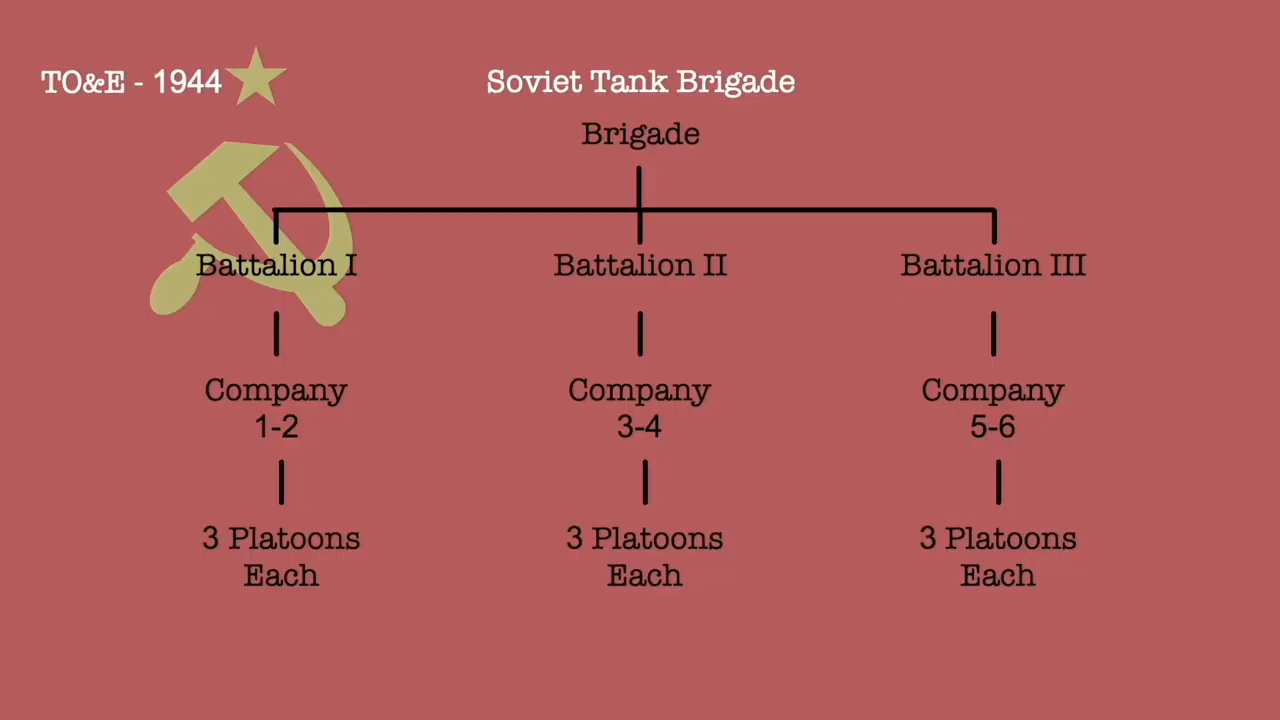 TO&E - 1944
Soviet Tank Brigade
Brigade
Battalion I
Battalion II
Battalion III
Company
1-2
Company
3-4
Company
5-6
3 Platoons
Each
3 Platoons
Each
3 Platoons
Each